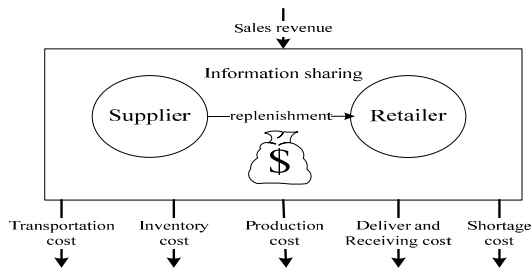 Sales revenue
Information sharing
Supplier
replenishment
Retailer
$
Transportation
cost
Inventory
cost
Production
cost
Deliver and
Receiving cost
Shortage
cost